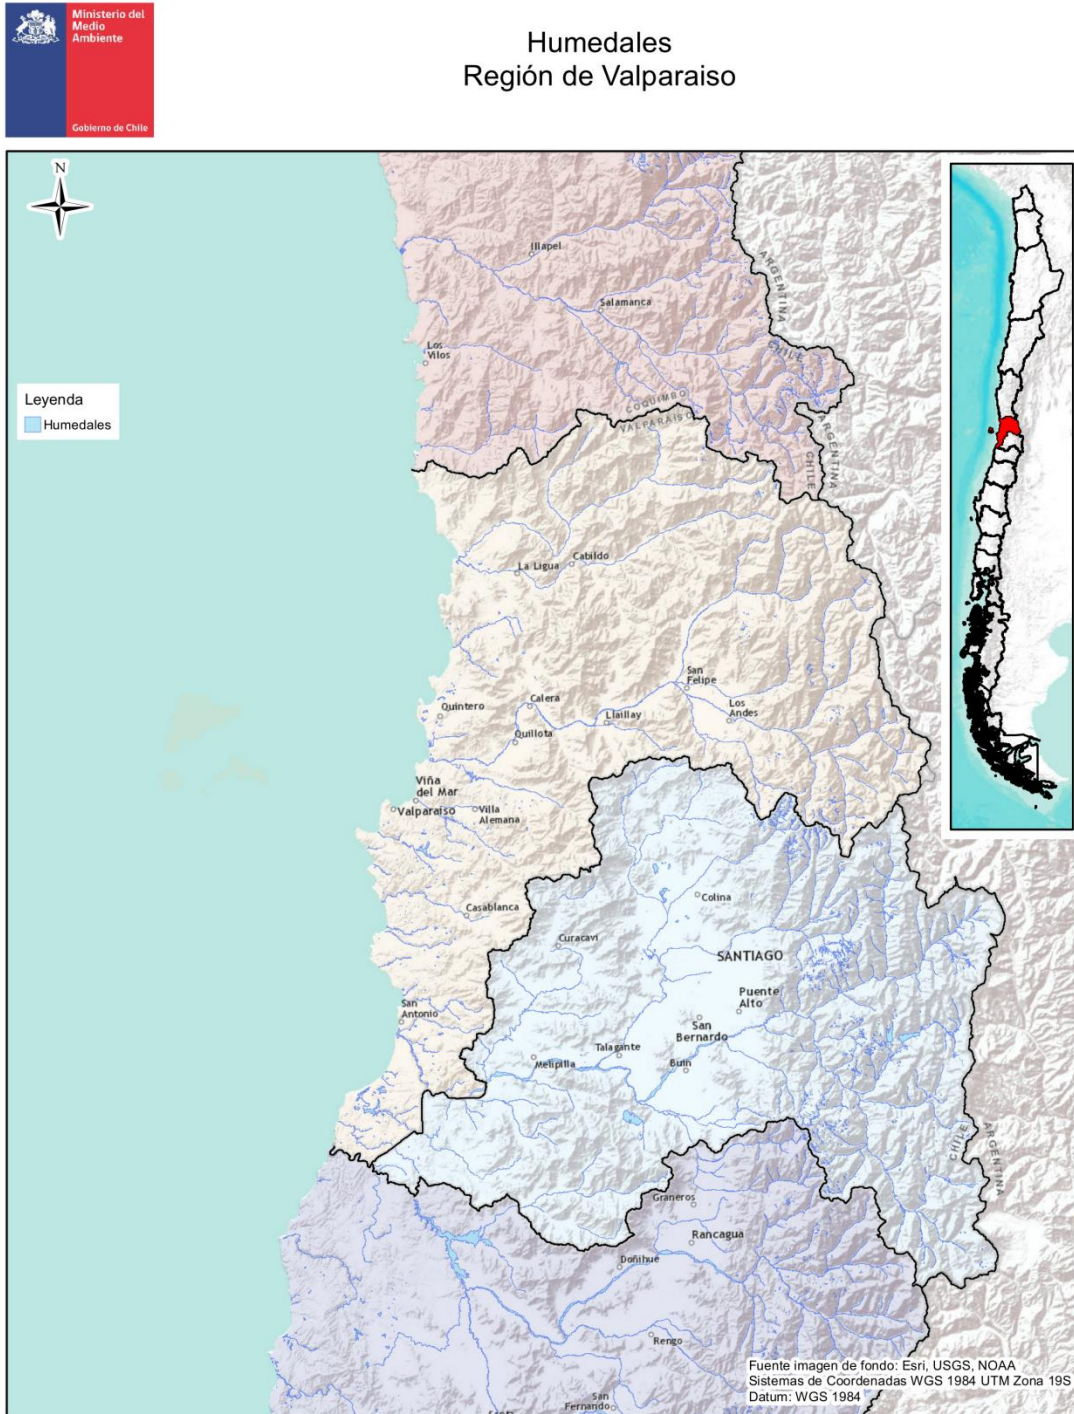 Ministerio del
Medio
Ambiente
Gobierno de Chile
Humedales
Región de Valparaiso
N
Illapel
ARGENTINA
Salamanca
Los
Vilos
CHILE
Leyenda
Humedales
COQUIMBO
VALPARAISO
ARGENTINA
CHILE
La Ligua
Cabildo
San
Felipe
Quintero
Calera
Llaillay
Los
Andes
Quillota
Viña
del Mar
Valparaiso
Villa
Alemana
Colina
Casablanca
Curacavi
SANTIAGO
Puente
Alto
San
Antonio
San
Bernardo
Talagante
Melipilla
Buin
CHILE
ARGENTINA
Graneros
Rancagua
Doñihue
Rengo
San
Fernando
Fuente imagen de fondo: Esri, USGS, NOAA
Sistemas de Coordenadas WGS 1984 UTM Zona 19S
Datum: WGS 1984